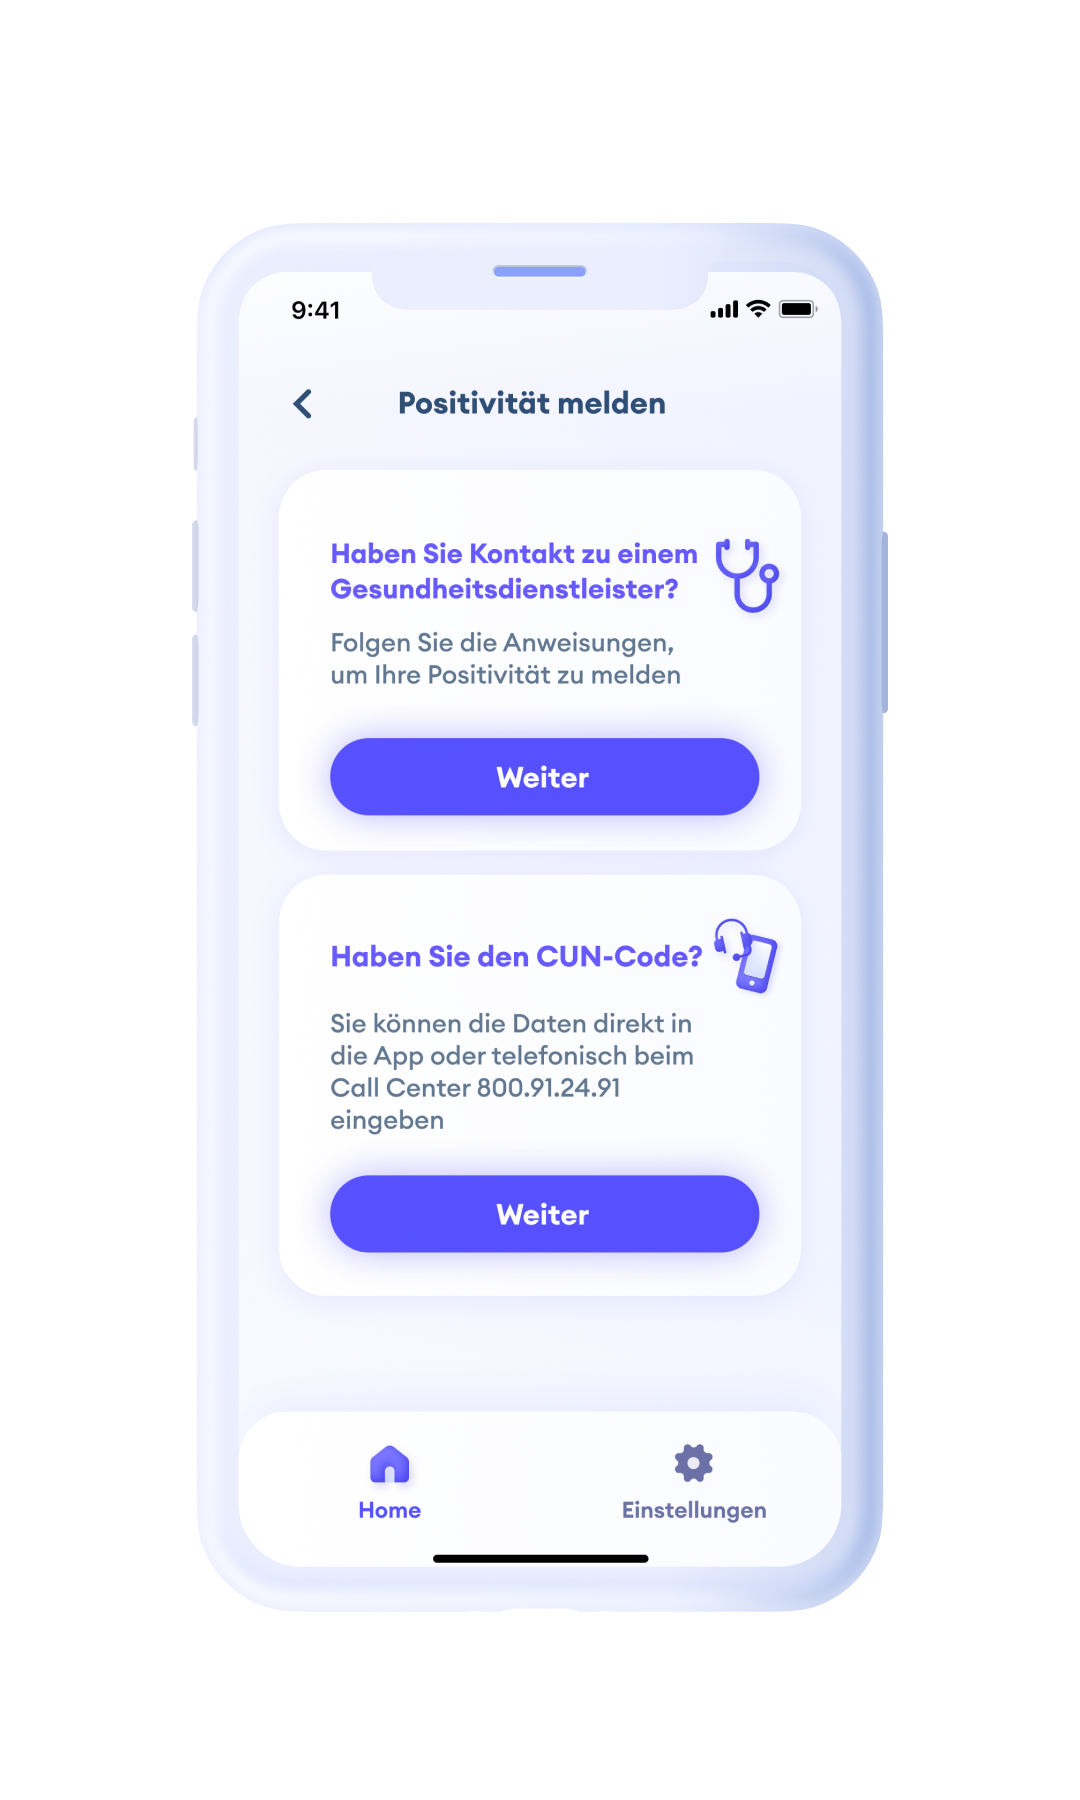 9:41
Positivität melden
Haben Sie Kontakt zu einem
Gesundheitsdienstleister?
Folgen Sie die Anweisungen,
um Ihre Positivität zu melden
Weiter
Haben Sie den CUN-Code?
Sie können die Daten direkt in
die App oder telefonisch beim
Call Center 800.91.24.91
eingeben
Weiter
Home
Einstellungen